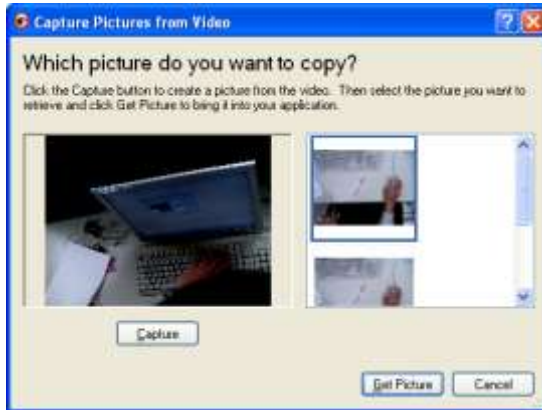 Capture Pictures from Video
Which picture do you want to copy?
Click the Capture button to create a picture from the video. Then select the picture you want to
retrieve and click Get Picture to bring it into your application.
Capture
Get Picture
Cancel